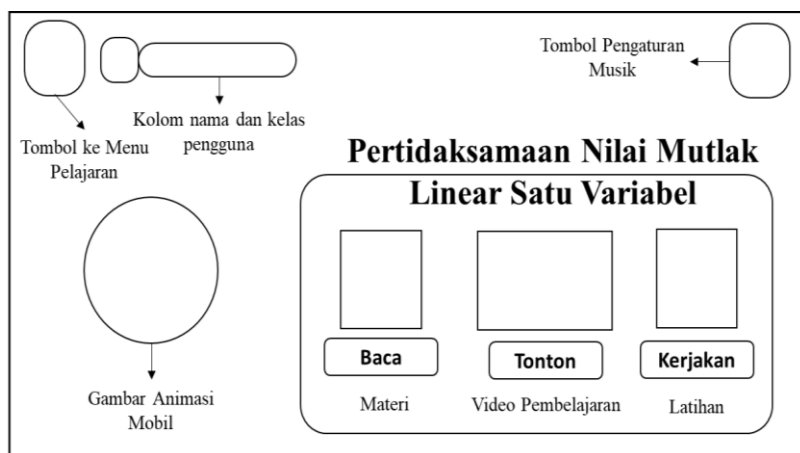 Tombol Pengaturan
Musik
Kolom nama dan kelas
pengguna
Tombol ke Menu
Pelajaran
Pertidaksamaan Nilai Mutlak
Linear Satu Variabel
Baca
Tonton
Kerjakan
Materi
Video Pembelajaran
Latihan
Gambar Animasi
Mobil